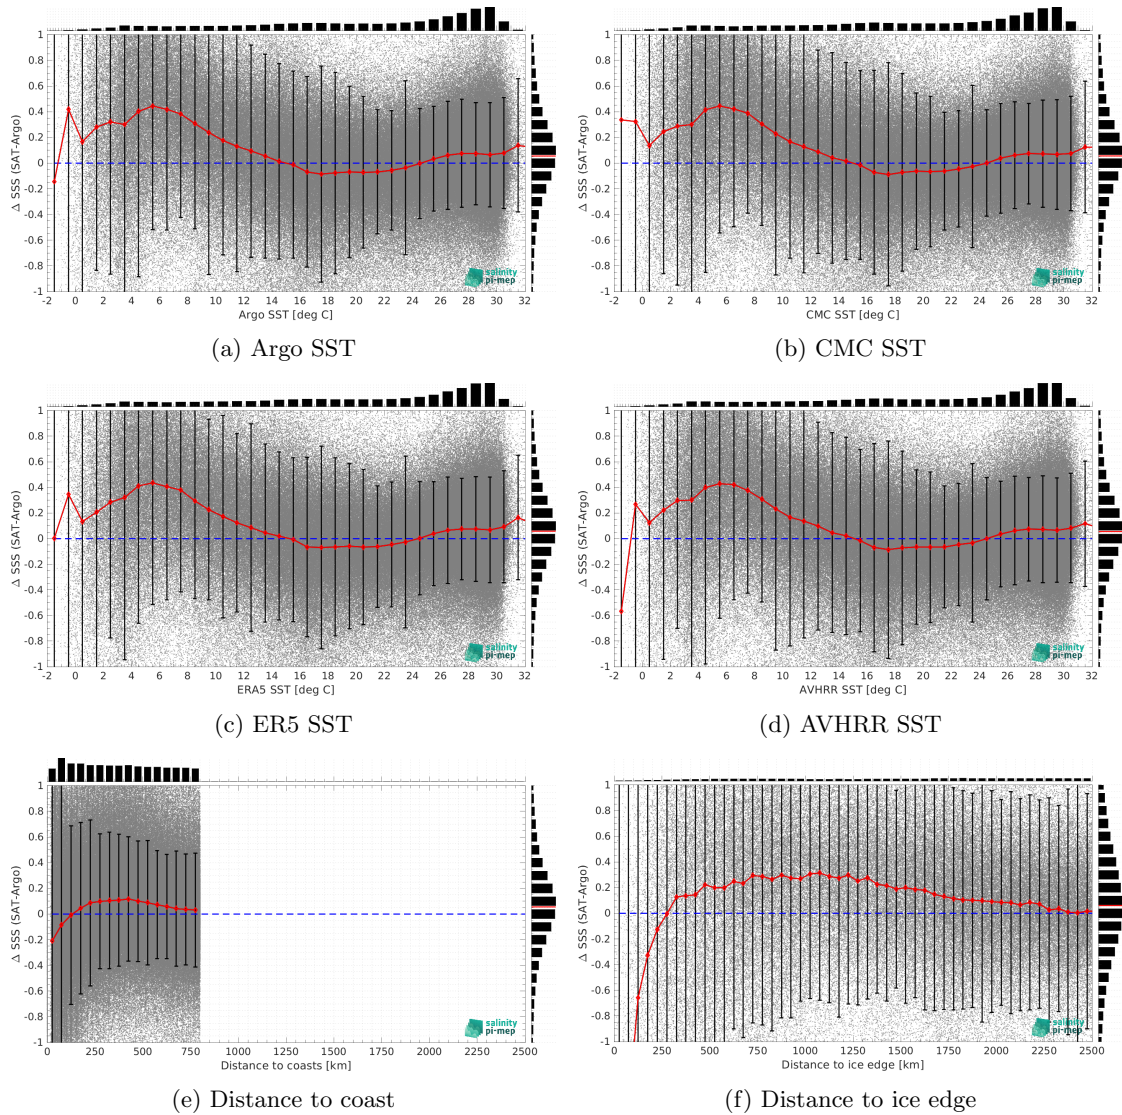 1
0.8
0.6
0.4
0.2
0
-0.2
-0.4
-0.6
-0.8
-1
Δ SSS (SAT-Argo)
salinity
pi-mep
-2 0 2 4 6 8 10 12 14 16 18 20 22 24 26 28 30 32
Argo SST [deg C]
(a) Argo SST
1
0.8
0.6
0.4
0.2
0
-0.2
-0.4
-0.6
-0.8
-1
Δ SSS (SAT-Argo)
salinity
pi-mep
-2 0 2 4 6 8 10 12 14 16 18 20 22 24 26 28 30 32
CMC SST [deg C]
(b) CMC SST
1
0.8
0.6
0.4
0.2
0
-0.2
-0.4
-0.6
-0.8
-1
Δ SSS (SAT-Argo)
salinity
pi-mep
-2 0 2 4 6 8 10 12 14 16 18 20 22 24 26 28 30 32
ERA5 SST [deg C]
(c) ER5 SST
1
0.8
0.6
0.4
0.2
0
-0.2
-0.4
-0.6
-0.8
-1
Δ SSS (SAT-Argo)
salinity
pi-mep
-2 0 2 4 6 8 10 12 14 16 18 20 22 24 26 28 30 32
AVHRR SST [deg C]
(d) AVHRR SST
1
0.8
0.6
0.4
0.2
0
-0.2
-0.4
-0.6
-0.8
-1
Δ SSS (SAT-Argo)
salinity
pi-mep
0 250 500 750 1000 1250 1500 1750 2000 2250 2500
Distance to coasts [km]
(e) Distance to coast
1
0.8
0.6
0.4
0.2
0
-0.2
-0.4
-0.6
-0.8
-1
Δ SSS (SAT-Argo)
salinity
pi-mep
0 250 500 750 1000 1250 1500 1750 2000 2250 2500
Distance to ice edge [km]
(f) Distance to ice edge